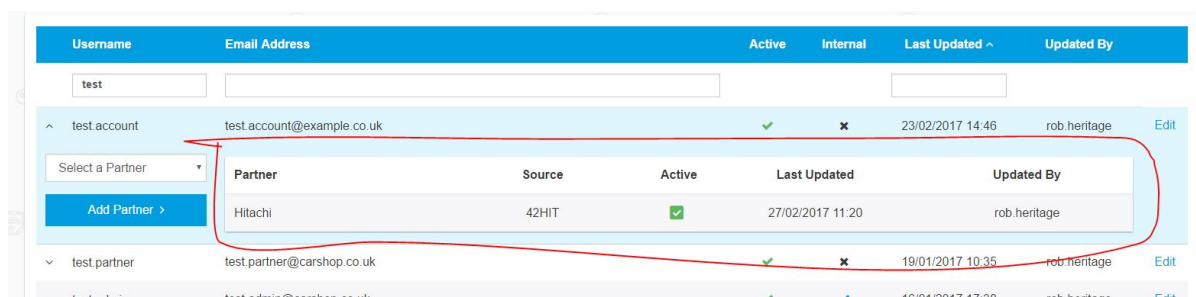 Username Email Address Active Internal Last Updated Updated By
test
test.account test.account@example.co.uk 23/02/2017 14:46 rob.heritage Edit
Select a Partner Partner Source Active Last Updated Updated By
Add Partner > Hitachi 42HIT 27/02/2017 11:20 rob.heritage
test.partner test.partner@carshop.co.uk 19/01/2017 10:35 rob.heritage Edit